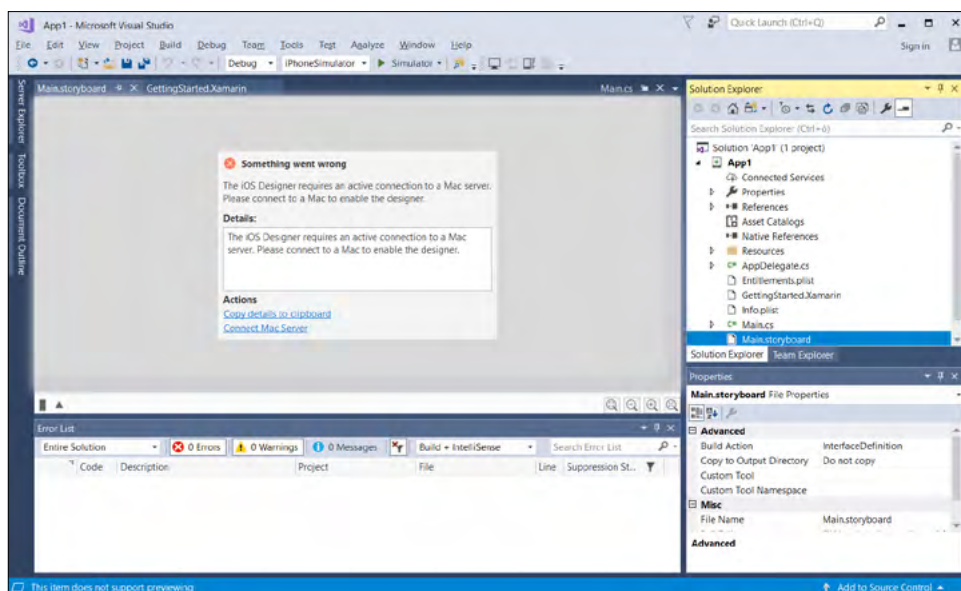 App1 - Microsoft Visual Studio
Quick Launch (Ctrl+Q)
File Edit View Project Build Debug Team Tools Test Analyze Window Help
Sign in
Debug iPhoneSimulator Simulator
Server Explorer
Toolbox
Document Outline
Main.storyboard GettingStarted.Xamarin Main.cs
Something went wrong
The iOS Designer requires an active connection to a Mac server.
Please connect to a Mac to enable the designer.
Details:
The iOS Designer requires an active connection to a Mac
server. Please connect to a Mac to enable the designer.
Actions
Copy details to clipboard
Connect Mac Server
Error List
Entire Solution 0 Errors 0 Warnings 0 Messages Build + IntelliSense Search Error List
Code Description Project File Line Suppression St...
Solution Explorer
Search Solution Explorer (Ctrl+ö)
Solution 'App1' (1 project)
App1
Connected Services
Properties
References
Asset Catalogs
Native References
Resources
AppDelegate.cs
Entitlements.plist
GettingStarted.Xamarin
Info.plist
Main.cs
Main.storyboard
Solution Explorer Team Explorer
Properties
Main.storyboard File Properties
Advanced
Build Action InterfaceDefinition
Copy to Output Directory Do not copy
Custom Tool
Custom Tool Namespace
Misc
File Name Main.storyboard
Advanced
This item does not support previewing
Add to Source Control